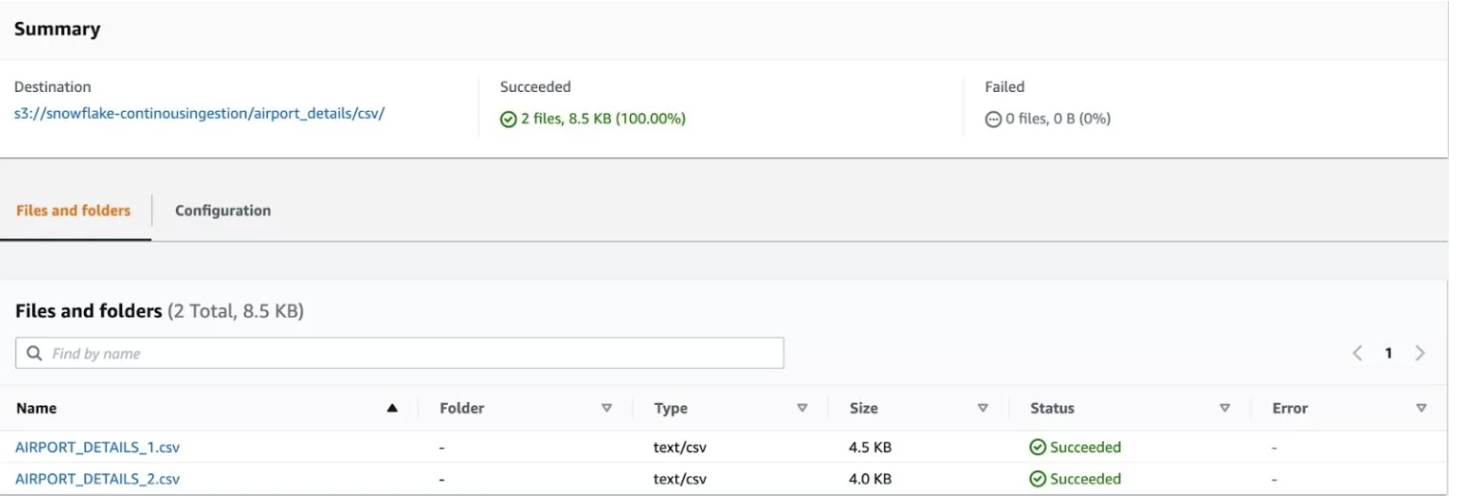 Summary
Destination Succeeded Failed
s3://snowflake-continousingestion/airport_details/csv/ 2 files, 8.5 KB (100.00%) 0 files, 0 B (0%)
Files and folders Configuration
Files and folders (2 Total, 8.5 KB)
Find by name 1
Name Folder Type Size Status Error
AIRPORT_DETAILS_1.csv - text/csv 4.5 KB Succeeded -
AIRPORT_DETAILS_2.csv - text/csv 4.0 KB Succeeded -